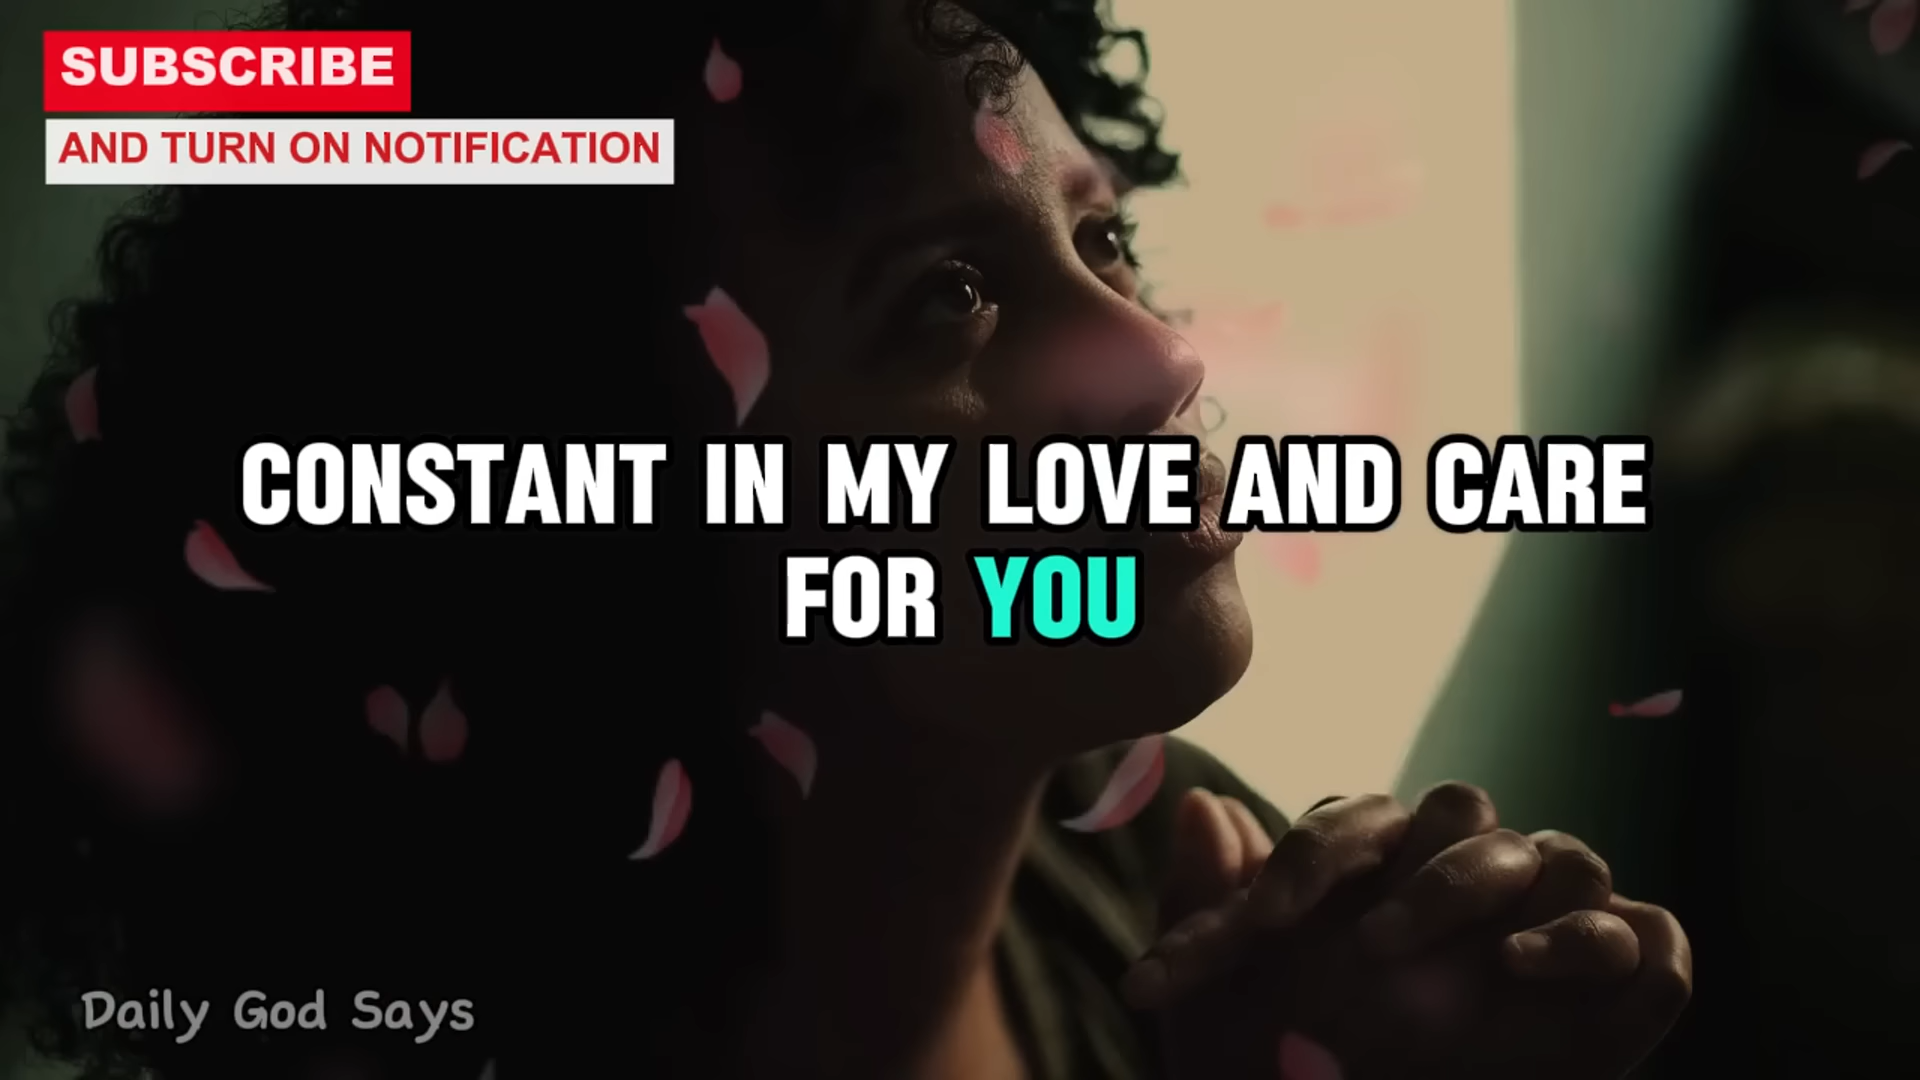 SUBSCRIBE
AND TURN ON NOTIFICATION
CONSTANT IN MY LOVE AND CARE
FOR YOU
Daily God Says